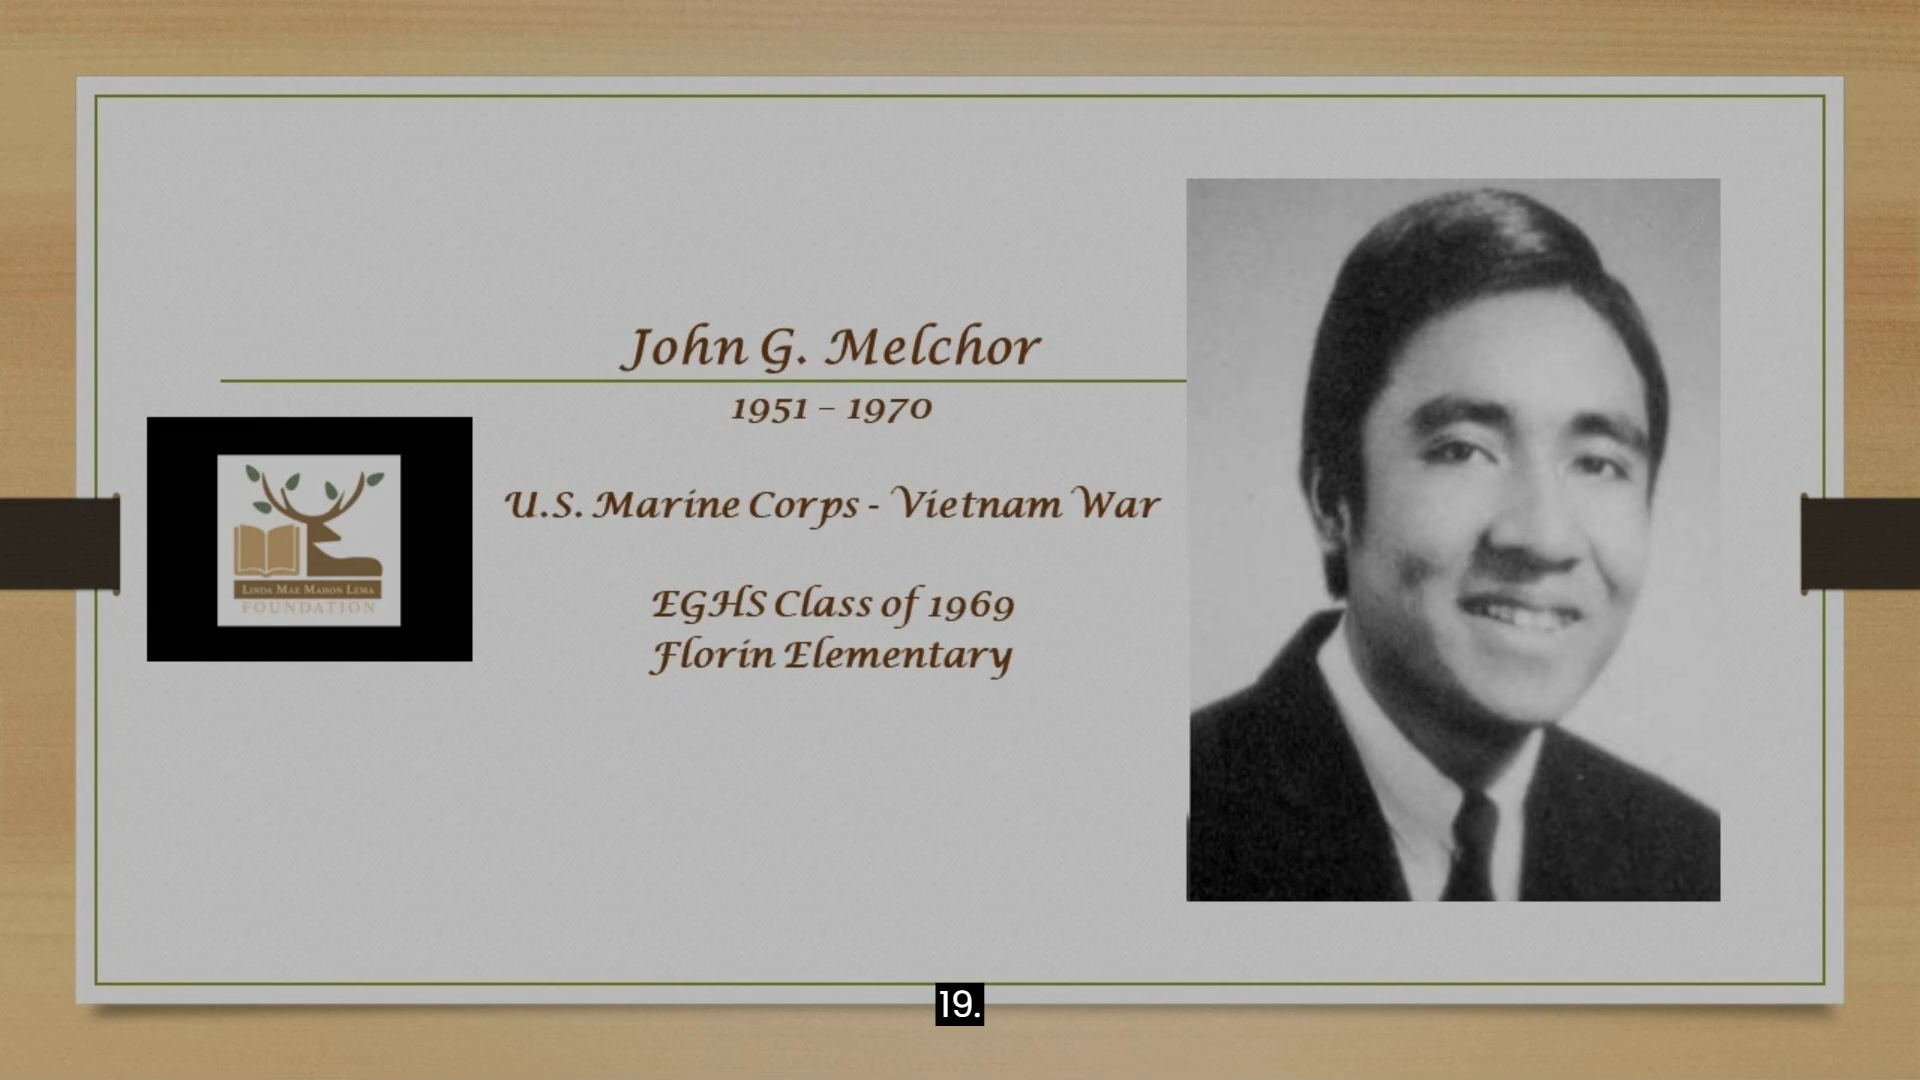 John G. Melchor
1951 – 1970
U.S. Marine Corps - Vietnam War
EGHS Class of 1969
Florin Elementary
LINDA MAE MAHON LEMA
FOUNDATION
19.